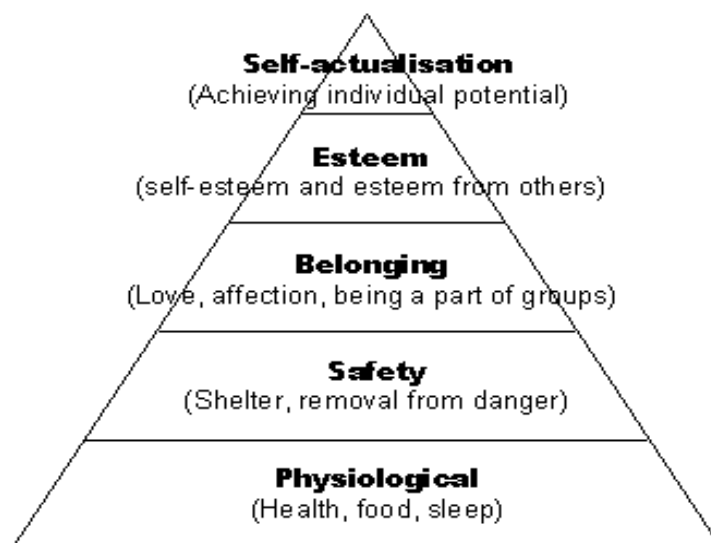 Self-actualisation
(Achieving individual potential)
Esteem
(self-esteem and esteem from others)
Belonging
(Love, affection, being a part of groups)
Safety
(Shelter, removal from danger)
Physiological
(Health, food, sleep)